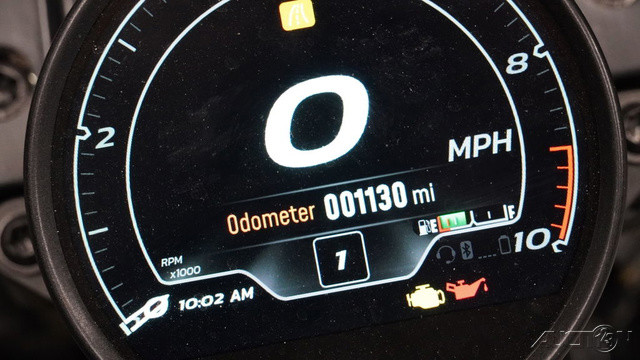 0
8
2
MPH
Odometer 001130 mi
E F
RPM
x1000
1
10
10:02 AM